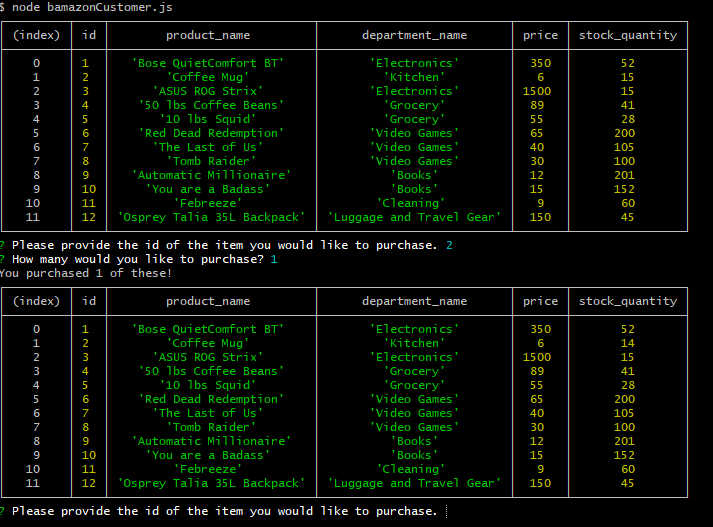 $ node bamazonCustomer.js
(index) id product_name department_name price stock_quantity
0 1 'Bose QuietComfort BT' 'Electronics' 350 52
1 2 'Coffee Mug' 'Kitchen' 6 15
2 3 'ASUS ROG Strix' 'Electronics' 1500 15
3 4 '50 lbs Coffee Beans' 'Grocery' 89 41
4 5 '10 lbs Squid' 'Grocery' 55 28
5 6 'Red Dead Redemption' 'Video Games' 65 200
6 7 'The Last of Us' 'Video Games' 40 105
7 8 'Tomb Raider' 'Video Games' 30 100
8 9 'Automatic Millionaire' 'Books' 12 201
9 10 'You are a Badass' 'Books' 15 152
10 11 'Febreeze' 'Cleaning' 9 60
11 12 'Osprey Talia 35L Backpack' 'Luggage and Travel Gear' 150 45
? Please provide the id of the item you would like to purchase. 2
? How many would you like to purchase? 1
You purchased 1 of these!
(index) id product_name department_name price stock_quantity
0 1 'Bose QuietComfort BT' 'Electronics' 350 52
1 2 'Coffee Mug' 'Kitchen' 6 14
2 3 'ASUS ROG Strix' 'Electronics' 1500 15
3 4 '50 lbs Coffee Beans' 'Grocery' 89 41
4 5 '10 lbs Squid' 'Grocery' 55 28
5 6 'Red Dead Redemption' 'Video Games' 65 200
6 7 'The Last of Us' 'Video Games' 40 105
7 8 'Tomb Raider' 'Video Games' 30 100
8 9 'Automatic Millionaire' 'Books' 12 201
9 10 'You are a Badass' 'Books' 15 152
10 11 'Febreeze' 'Cleaning' 9 60
11 12 'Osprey Talia 35L Backpack' 'Luggage and Travel Gear' 150 45
? Please provide the id of the item you would like to purchase.